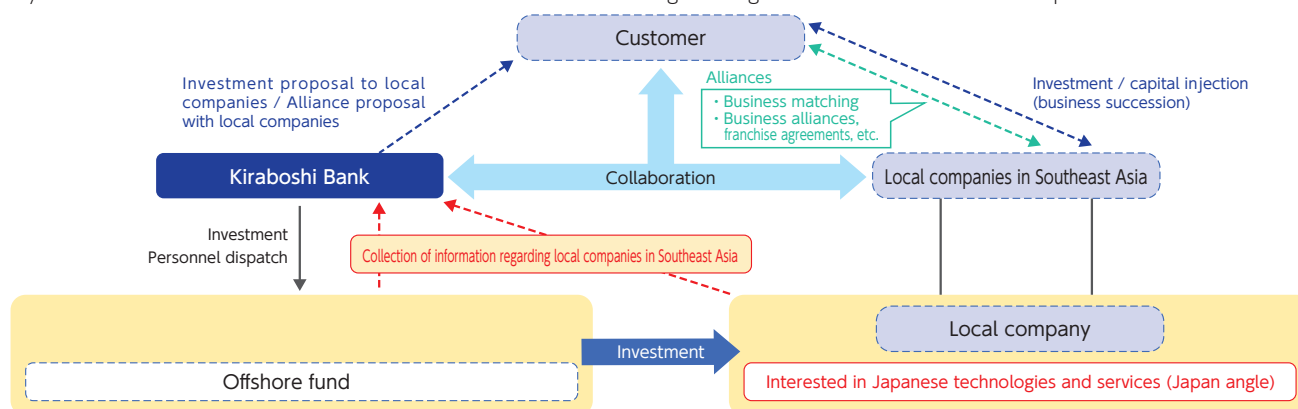 Customer
Investment proposal to local
companies / Alliance proposal
with local companies
Alliances
・Business matching
・Business alliances,
franchise agreements, etc.
Investment / capital injection
(business succession)
Kiraboshi Bank
Collaboration
Local companies in Southeast Asia
Investment
Personnel dispatch
Collection of information regarding local companies in Southeast Asia
Local company
Investment
Offshore fund
Interested in Japanese technologies and services (Japan angle)